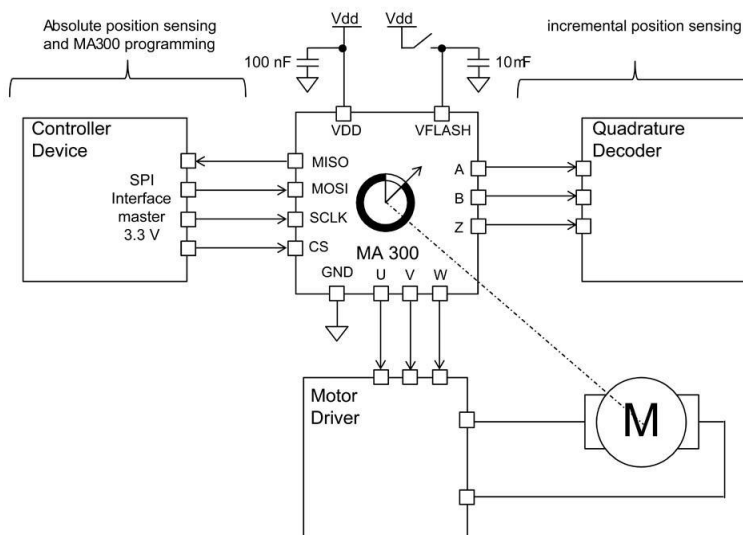 Absolute position sensing
and MA300 programming
Vdd
Vdd
incremental position sensing
100 nF
10mF
Controller
Device
VDD
VFLASH
Quadrature
Decoder
SPI
Interface
master
3.3 V
MISO
MOSI
SCLK
CS
A
B
Z
MA 300
GND
U
V
W
Motor
Driver
M